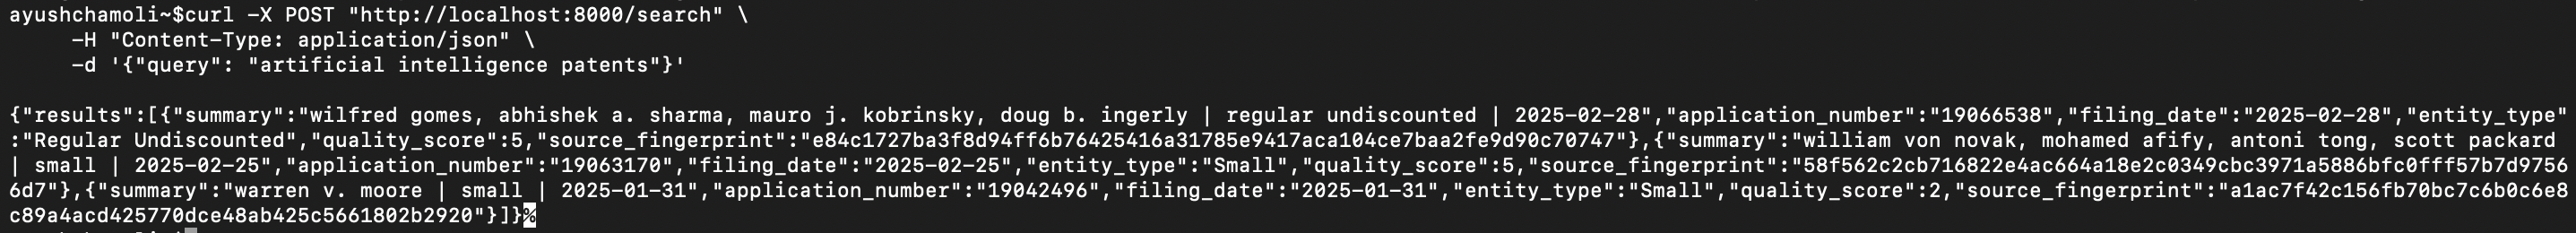 ayushchamoli~$curl -X POST "http://localhost:8000/search" \
     -H "Content-Type: application/json" \
     -d '{"query": "artificial intelligence patents"}'

{"results":[{"summary":"wilfred gomes, abhishek a. sharma, mauro j. kobrinsky, doug b. ingerly | regular undiscounted | 2025-02-28","application_number":"19066538","filing_date":"2025-02-28","entity_type"
:"Regular Undiscounted","quality_score":5,"source_fingerprint":"e84c1727ba3f8d94ff6b76425416a31785e9417aca104ce7baa2fe9d90c70747"},{"summary":"william von novak, mohamed afify, antoni tong, scott packard
| small | 2025-02-25","application_number":"19063170","filing_date":"2025-02-25","entity_type":"Small","quality_score":5,"source_fingerprint":"58f562c2cb716822e4ac664a18e2c0349cbc3971a5886bfc0fff57b7d9756
6d7"},{"summary":"warren v. moore | small | 2025-01-31","application_number":"19042496","filing_date":"2025-01-31","entity_type":"Small","quality_score":2,"source_fingerprint":"a1ac7f42c156fb70bc7c6b0c6e8
c89a4acd425770dce48ab425c5661802b2920"}]}%